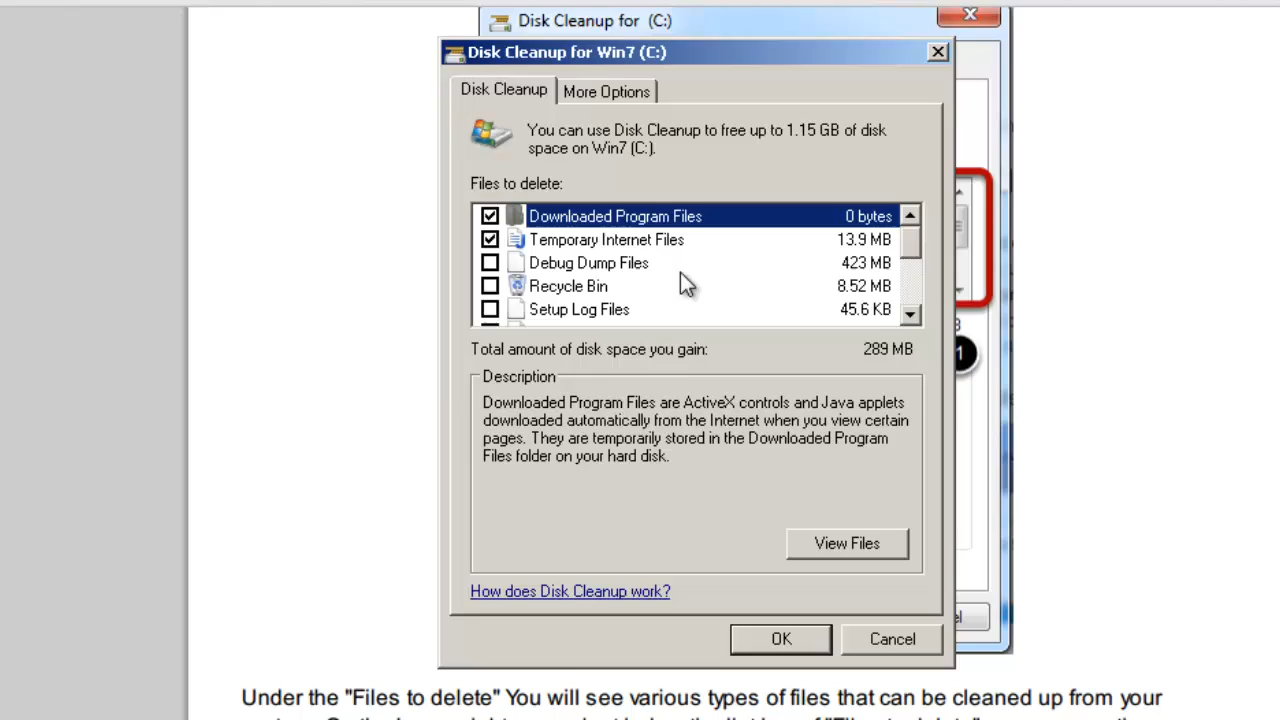 Disk Cleanup for (C:)
Disk Cleanup for Win7 (C:)
Disk Cleanup
More Options
You can use Disk Cleanup to free up to 1.15 GB of disk
space on Win7 (C:).
Files to delete:
Downloaded Program Files 0 bytes
Temporary Internet Files 13.9 MB
Debug Dump Files 423 MB
Recycle Bin 8.52 MB
Setup Log Files 45.6 KB
Total amount of disk space you gain: 289 MB
1
Description
Downloaded Program Files are ActiveX controls and Java applets
downloaded automatically from the Internet when you view certain
pages. They are temporarily stored in the Downloaded Program
Files folder on your hard disk.
View Files
How does Disk Cleanup work?
OK
Cancel
Under the "Files to delete" You will see various types of files that can be cleaned up from your